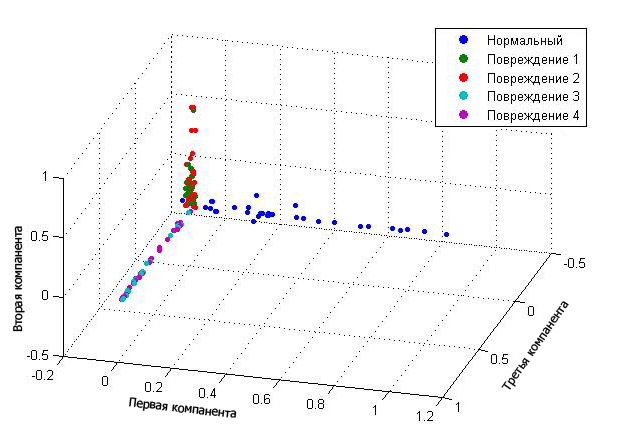 Нормальный
Повреждение 1
Повреждение 2
Повреждение 3
Повреждение 4
1
0.5
0
-0.5
Вторая компанента
-0.2
0
0.2
0.4
0.6
0.8
1
1.2
Первая компанента
1
0.5
0
-0.5
Третья компанента